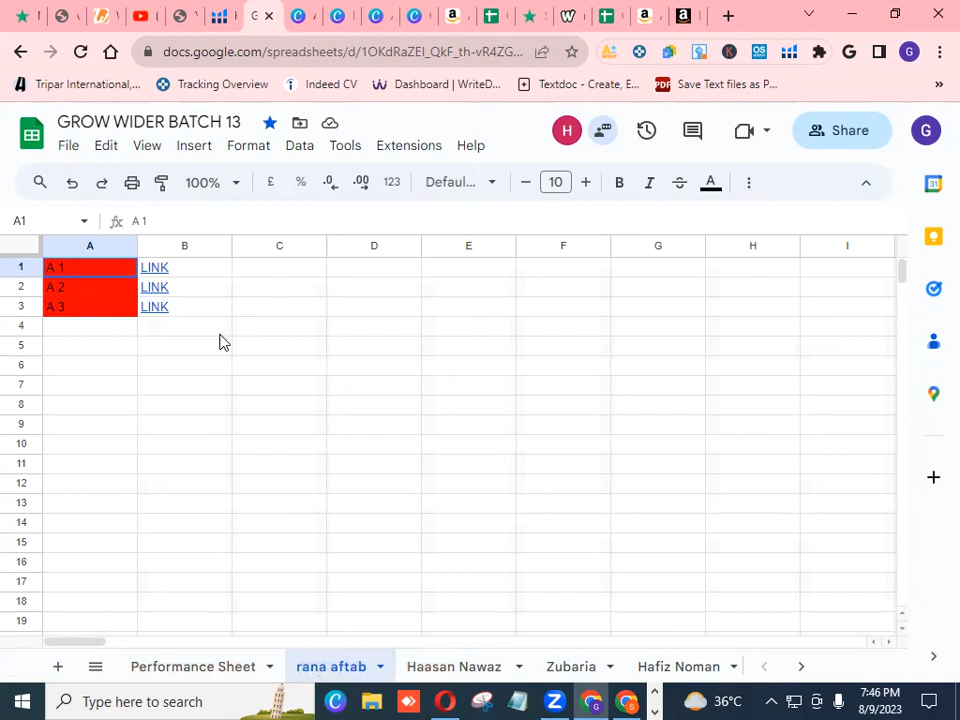 docs.google.com/spreadsheets/d/1OKdRaZEI_QkF_th-vR4ZG...
Tripar International,...
Tracking Overview
Indeed CV
Dashboard | WriteD...
Textdoc - Create, E...
Save Text files as P...
»
GROW WIDER BATCH 13
File Edit View Insert Format Data Tools Extensions Help
H
Share
G
100% £ % .0 .00 123 Defaul... 10 B I S A
A1 fx A 1
A B C D E F G H I
1 A 1 LINK
2 A 2 LINK
3 A 3 LINK
4
5
6
7
8
9
10
11
12
13
14
15
16
17
18
19
+ Performance Sheet rana aftab Haasan Nawaz Zubaria Hafiz Noman
Type here to search
36°C
7:46 PM
8/9/2023